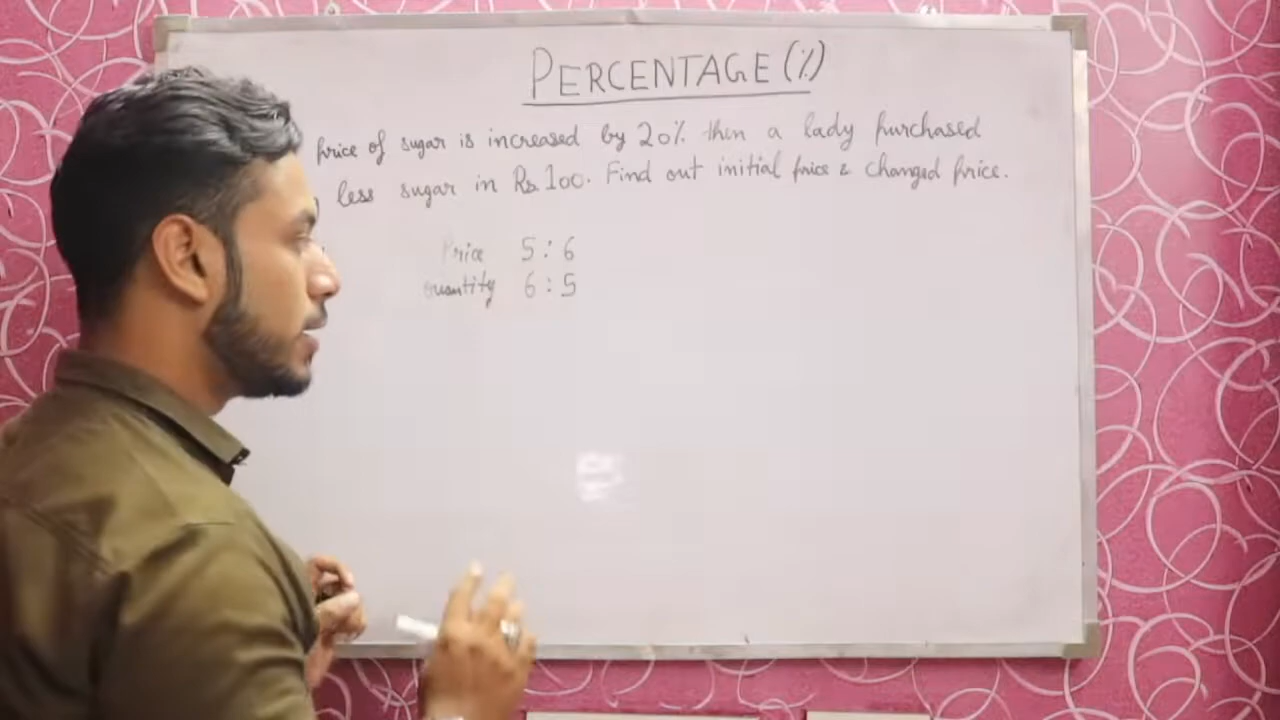 PERCENTAGE (%)
price of sugar is increased by 20% then a lady purchased
less sugar in Rs. 100. Find out initial price & changed price.
Price 5 : 6
Quantity 6 : 5